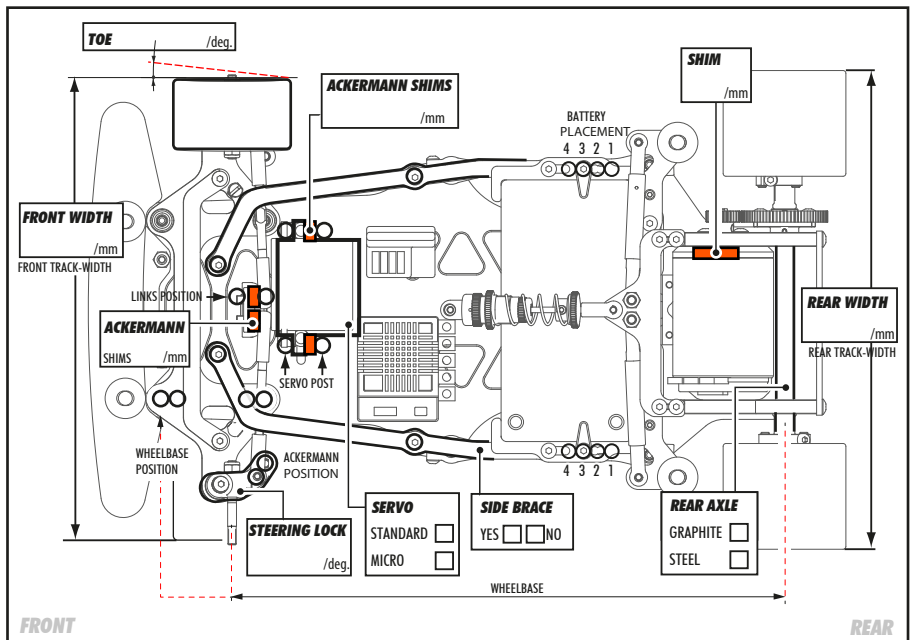 TOE /deg.
ACKERMANN SHIMS
/mm
SHIM
/mm
BATTERY
PLACEMENT
4 3 2 1
FRONT WIDTH
/mm
FRONT TRACK-WIDTH
LINKS POSITION
ACKERMANN
SHIMS /mm
SERVO POST
REAR WIDTH
/mm
REAR TRACK-WIDTH
WHEELBASE
POSITION
ACKERMANN
POSITION
4 3 2 1
STEERING LOCK
/deg.
SERVO
STANDARD
MICRO
SIDE BRACE
YES NO
REAR AXLE
GRAPHITE
STEEL
WHEELBASE
FRONT
REAR